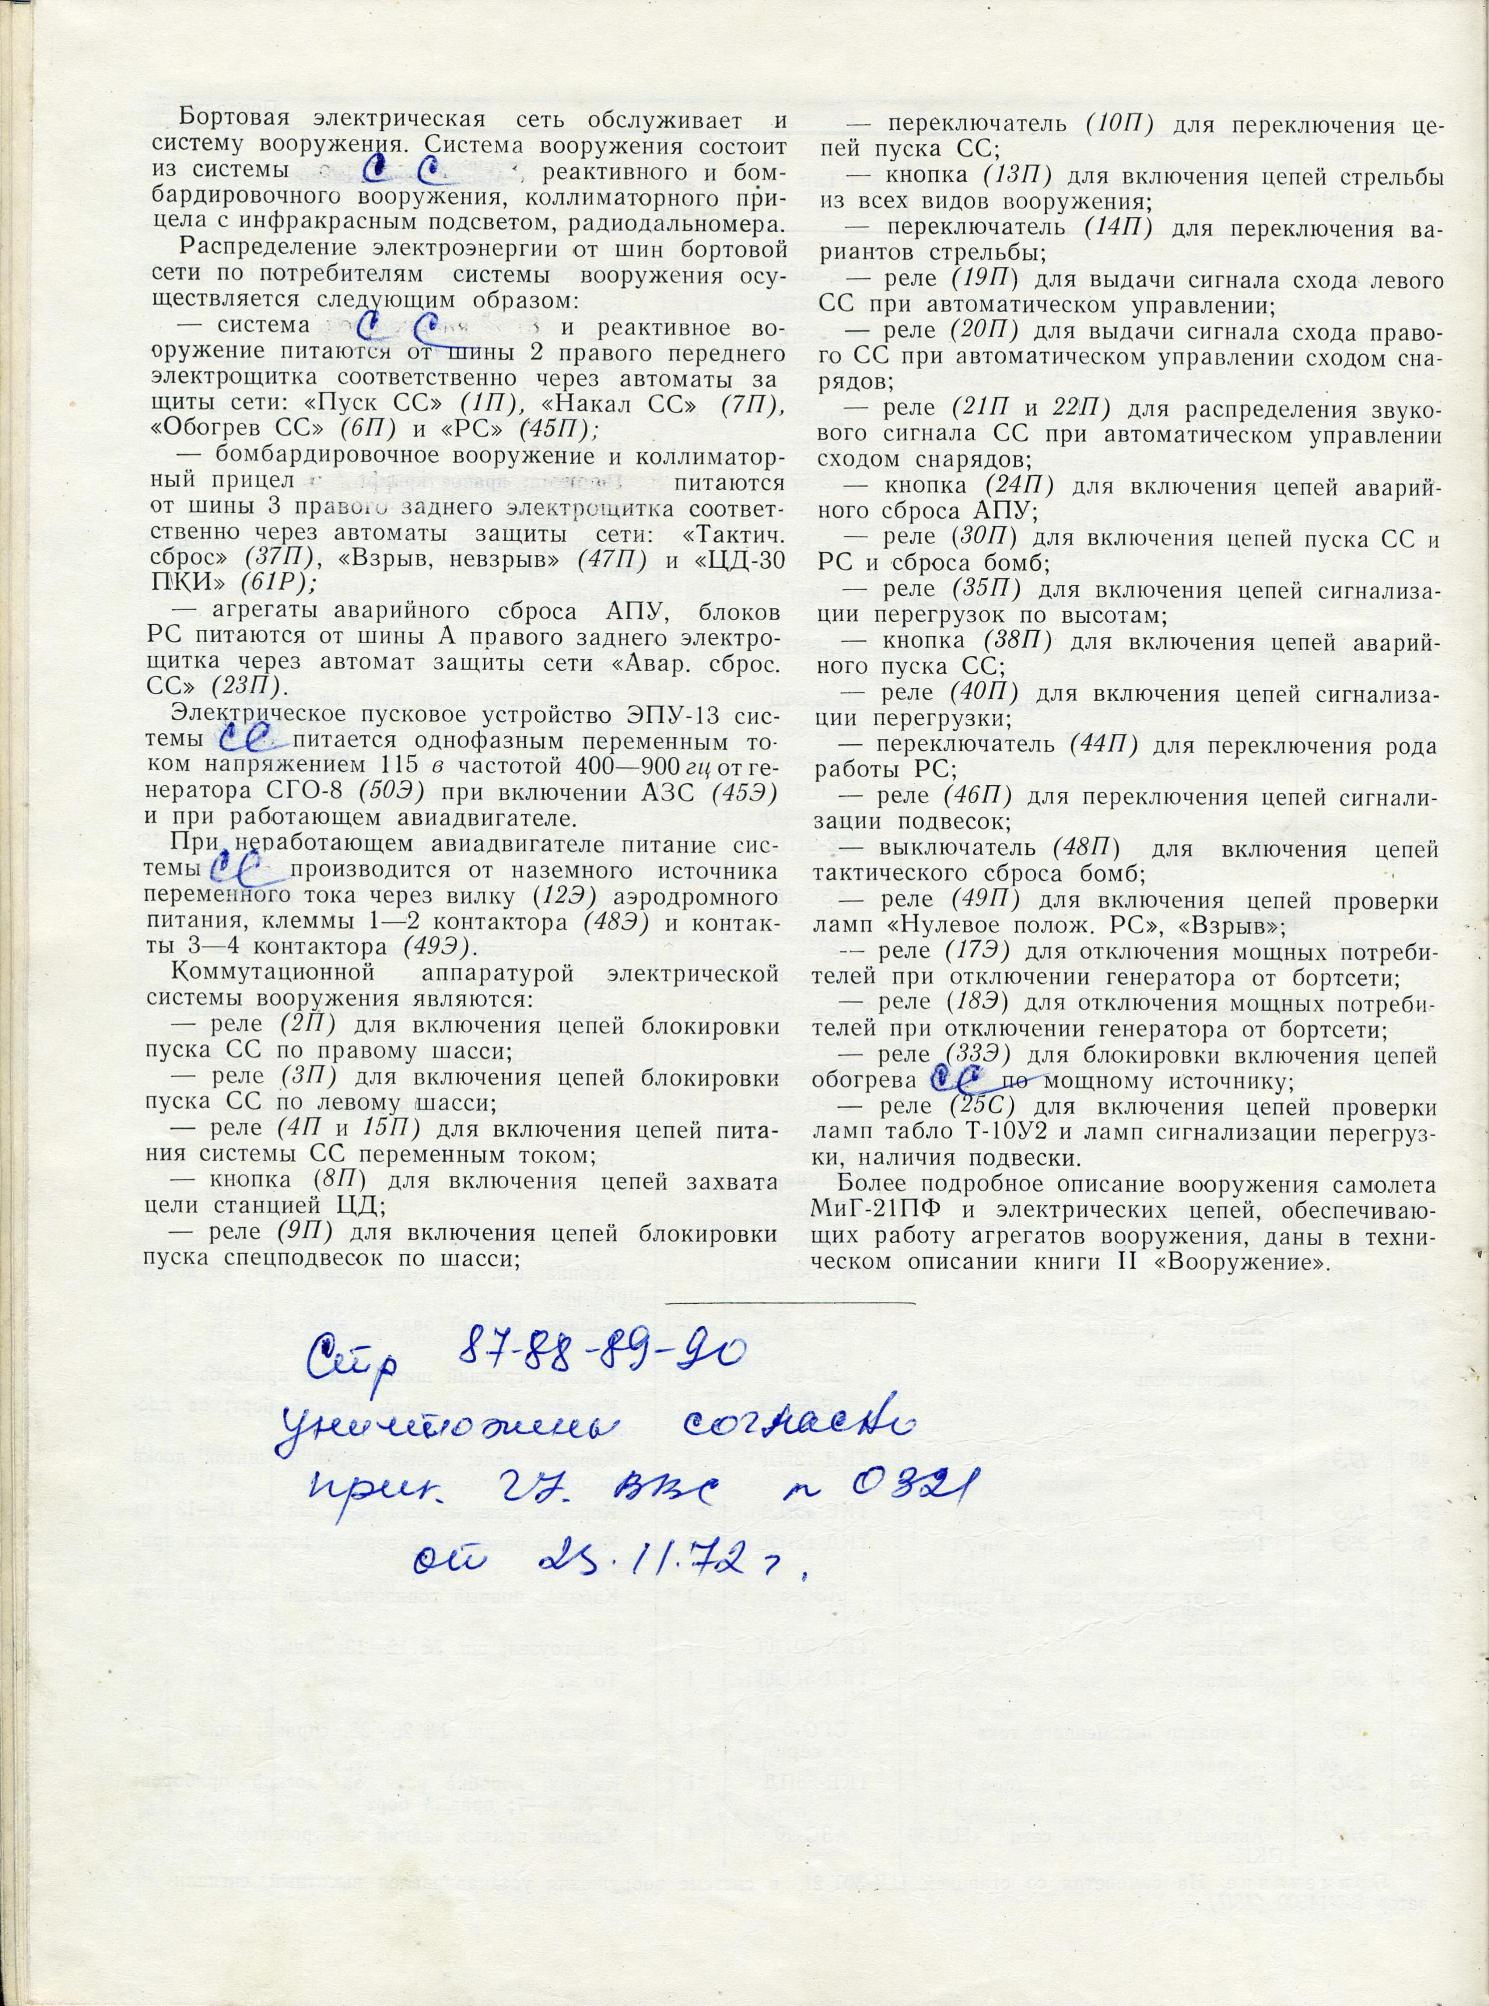 Бортовая электрическая сеть обслуживает и
систему вооружения. Система вооружения состоит
из системы С С, реактивного и бом-
бардировочного вооружения, коллиматорного при-
цела с инфракрасным подсветом, радиодальномера.
Распределение электроэнергии от шин бортовой
сети по потребителям системы вооружения осу-
ществляется следующим образом:
— система С С и реактивное во-
оружение питаются от шины 2 правого переднего
электрощитка соответственно через автоматы за
щиты сети: «Пуск СС» (1П), «Накал СС» (7П),
«Обогрев СС» (6П) и «РС» (45П);
— бомбардировочное вооружение и коллиматор-
ный прицел питаются
от шины 3 правого заднего электрощитка соответ-
ственно через автоматы защиты сети: «Тактич.
сброс» (37П), «Взрыв, невзрыв» (47П) и «ЦД-30
ПКИ» (61Р);
— агрегаты аварийного сброса АПУ, блоков
РС питаются от шины А правого заднего электро-
щитка через автомат защиты сети «Авар. сброс.
СС» (23П).
Электрическое пусковое устройство ЭПУ-13 сис-
темы СС питается однофазным переменным то-
ком напряжением 115 в частотой 400—900 гц от ге-
нератора СГО-8 (50Э) при включении АЗС (45Э)
и при работающем авиадвигателе.
При неработающем авиадвигателе питание сис-
темы СС производится от наземного источника
переменного тока через вилку (12Э) аэродромного
питания, клеммы 1—2 контактора (48Э) и контак-
ты 3—4 контактора (49Э).
Коммутационной аппаратурой электрической
системы вооружения являются:
— реле (2П) для включения цепей блокировки
пуска СС по правому шасси;
— реле (3П) для включения цепей блокировки
пуска СС по левому шасси;
— реле (4П и 15П) для включения цепей пита-
ния системы СС переменным током;
— кнопка (8П) для включения цепей захвата
цели станцией ЦД;
— реле (9П) для включения цепей блокировки
пуска спецподвесок по шасси;
— переключатель (10П) для переключения це-
пей пуска СС;
— кнопка (13П) для включения цепей стрельбы
из всех видов вооружения;
— переключатель (14П) для переключения ва-
риантов стрельбы;
— реле (19П) для выдачи сигнала схода левого
СС при автоматическом управлении;
— реле (20П) для выдачи сигнала схода право-
го СС при автоматическом управлении сходом сна-
рядов;
— реле (21П и 22П) для распределения звуко-
вого сигнала СС при автоматическом управлении
сходом снарядов;
— кнопка (24П) для включения цепей аварий-
ного сброса АПУ;
— реле (30П) для включения цепей пуска СС и
РС и сброса бомб;
— реле (35П) для включения цепей сигнализа-
ции перегрузок по высотам;
— кнопка (38П) для включения цепей аварий-
ного пуска СС;
— реле (40П) для включения цепей сигнализа-
ции перегрузки;
— переключатель (44П) для переключения рода
работы РС;
— реле (46П) для переключения цепей сигнали-
зации подвесок;
— выключатель (48П) для включения цепей
тактического сброса бомб;
— реле (49П) для включения цепей проверки
ламп «Нулевое полож. РС», «Взрыв»;
— реле (17Э) для отключения мощных потреби-
телей при отключении генератора от бортсети;
— реле (18Э) для отключения мощных потреби-
телей при отключении генератора от бортсети;
— реле (33Э) для блокировки включения цепей
обогрева СС по мощному источнику;
— реле (25С) для включения цепей проверки
ламп табло Т-10У2 и ламп сигнализации перегруз-
ки, наличия подвески.
Более подробное описание вооружения самолета
МиГ-21ПФ и электрических цепей, обеспечиваю-
щих работу агрегатов вооружения, даны в техни-
ческом описании книги II «Вооружение».
Стр 87-88-89-90
уничтожены согласно
прик. ВВС № 0321
от 11.72 г.